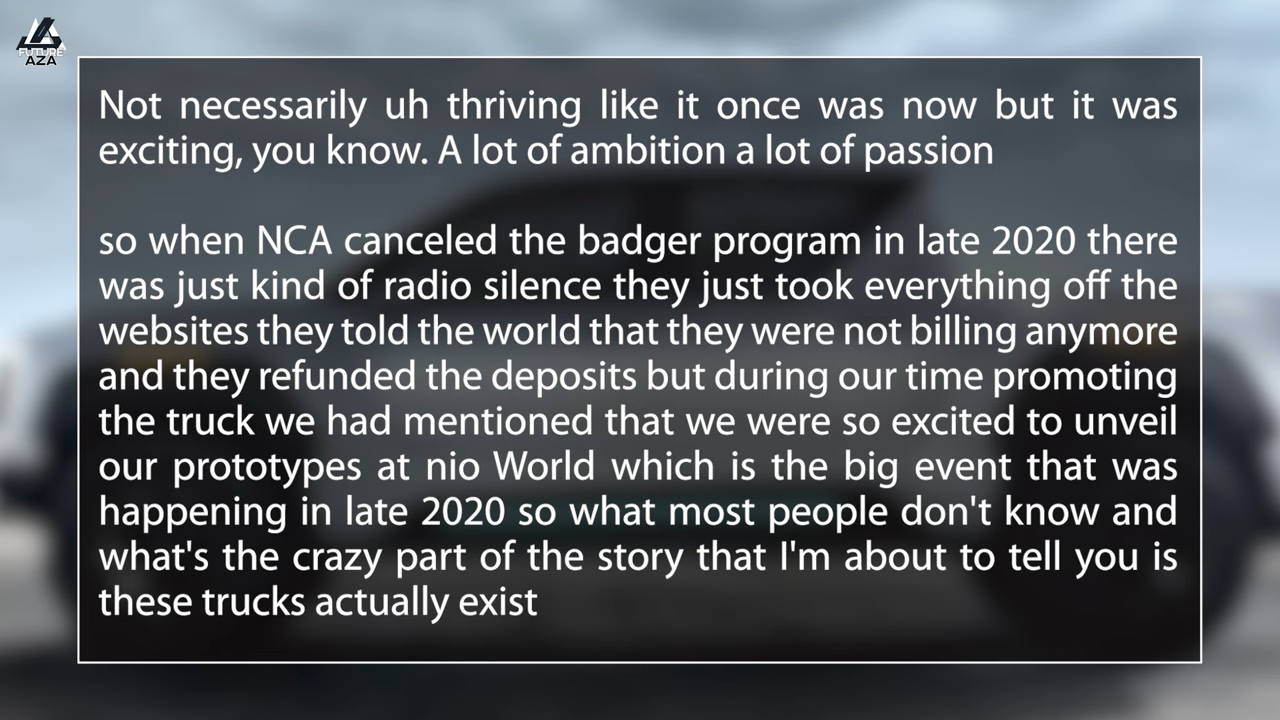 FUTURE
AZA
Not necessarily uh thriving like it once was now but it was
exciting, you know. A lot of ambition a lot of passion
so when NCA canceled the badger program in late 2020 there
was just kind of radio silence they just took everything off the
websites they told the world that they were not billing anymore
and they refunded the deposits but during our time promoting
the truck we had mentioned that we were so excited to unveil
our prototypes at nio World which is the big event that was
happening in late 2020 so what most people don't know and
what's the crazy part of the story that I'm about to tell you is
these trucks actually exist